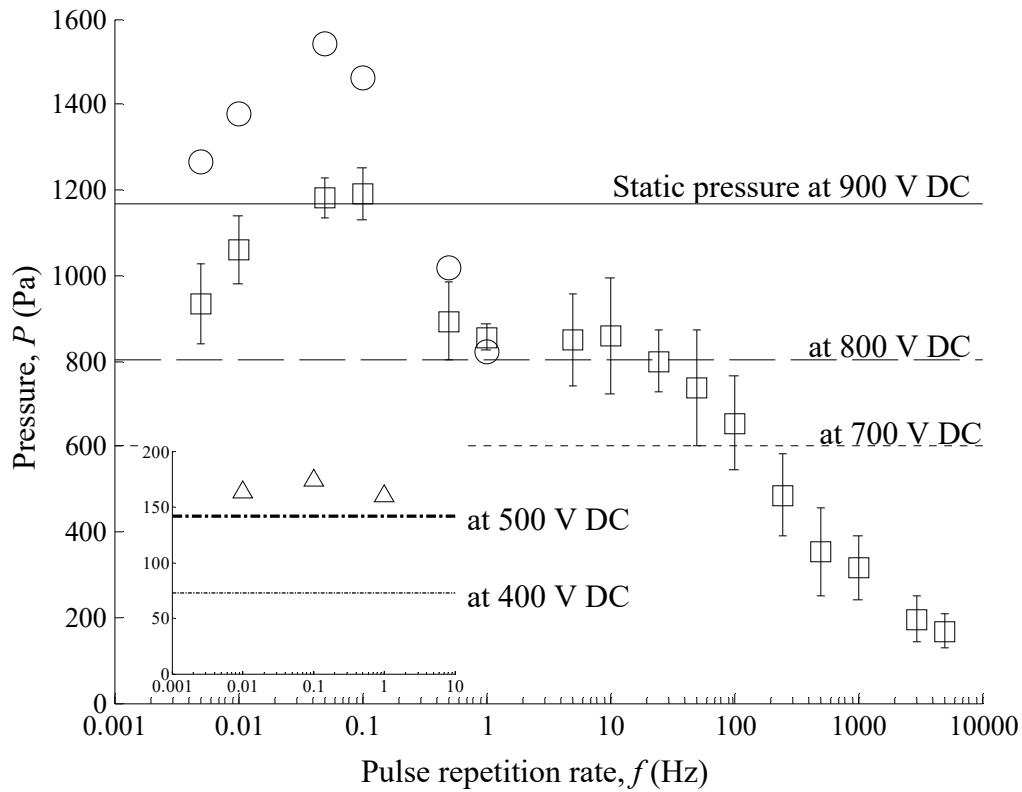 1600
1400
1200
1000
800
600
400
200
0
Pressure, P (Pa)
Static pressure at 900 V DC
at 800 V DC
at 700 V DC
200
150
100
50
0
at 500 V DC
at 400 V DC
0.001 0.01 0.1 1 10
0.001 0.01 0.1 1 10 100 1000 10000
Pulse repetition rate, f (Hz)